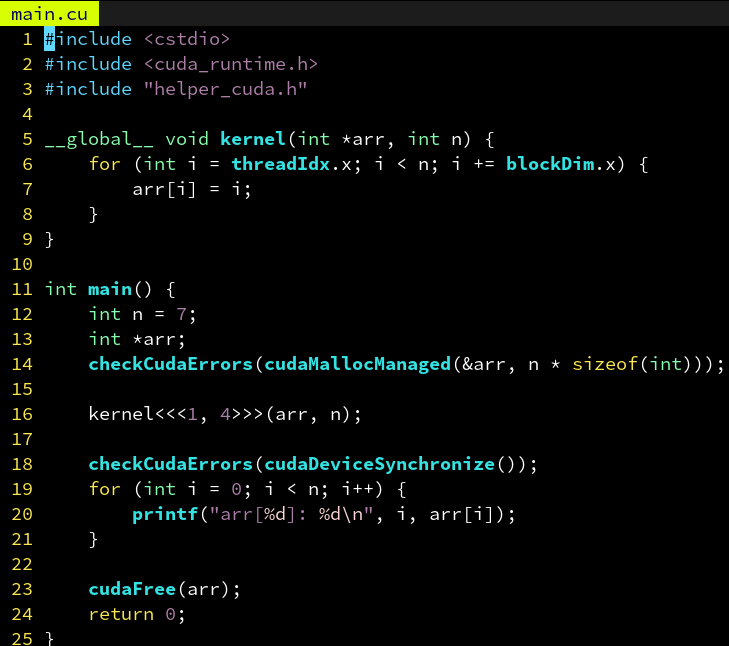 main.cu
1 #include <cstdio>
2 #include <cuda_runtime.h>
3 #include "helper_cuda.h"
4
5 __global__ void kernel(int *arr, int n) {
6     for (int i = threadIdx.x; i < n; i += blockDim.x) {
7         arr[i] = i;
8     }
9 }
10
11 int main() {
12     int n = 7;
13     int *arr;
14     checkCudaErrors(cudaMallocManaged(&arr, n * sizeof(int)));
15
16     kernel<<<1, 4>>>(arr, n);
17
18     checkCudaErrors(cudaDeviceSynchronize());
19     for (int i = 0; i < n; i++) {
20         printf("arr[%d]: %d\n", i, arr[i]);
21     }
22
23     cudaFree(arr);
24     return 0;
25 }